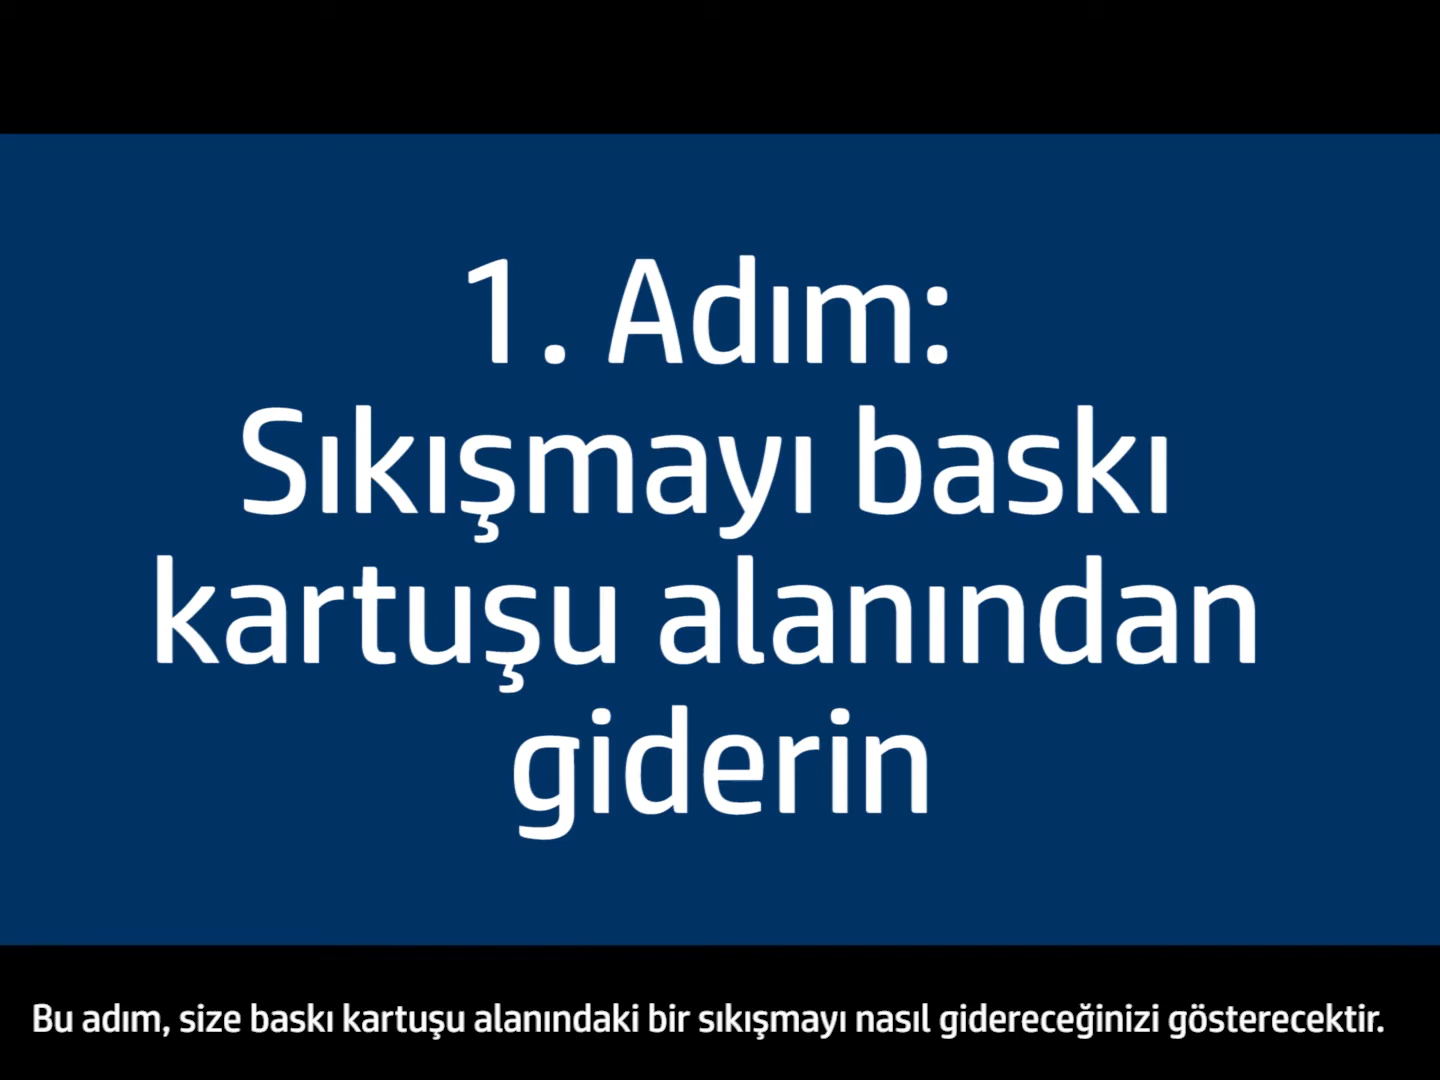 1. Adım:
Sıkışmayı baskı
kartuşu alanından
giderin
Bu adım, size baskı kartuşu alanındaki bir sıkışmayı nasıl gidereceğinizi gösterecektir.